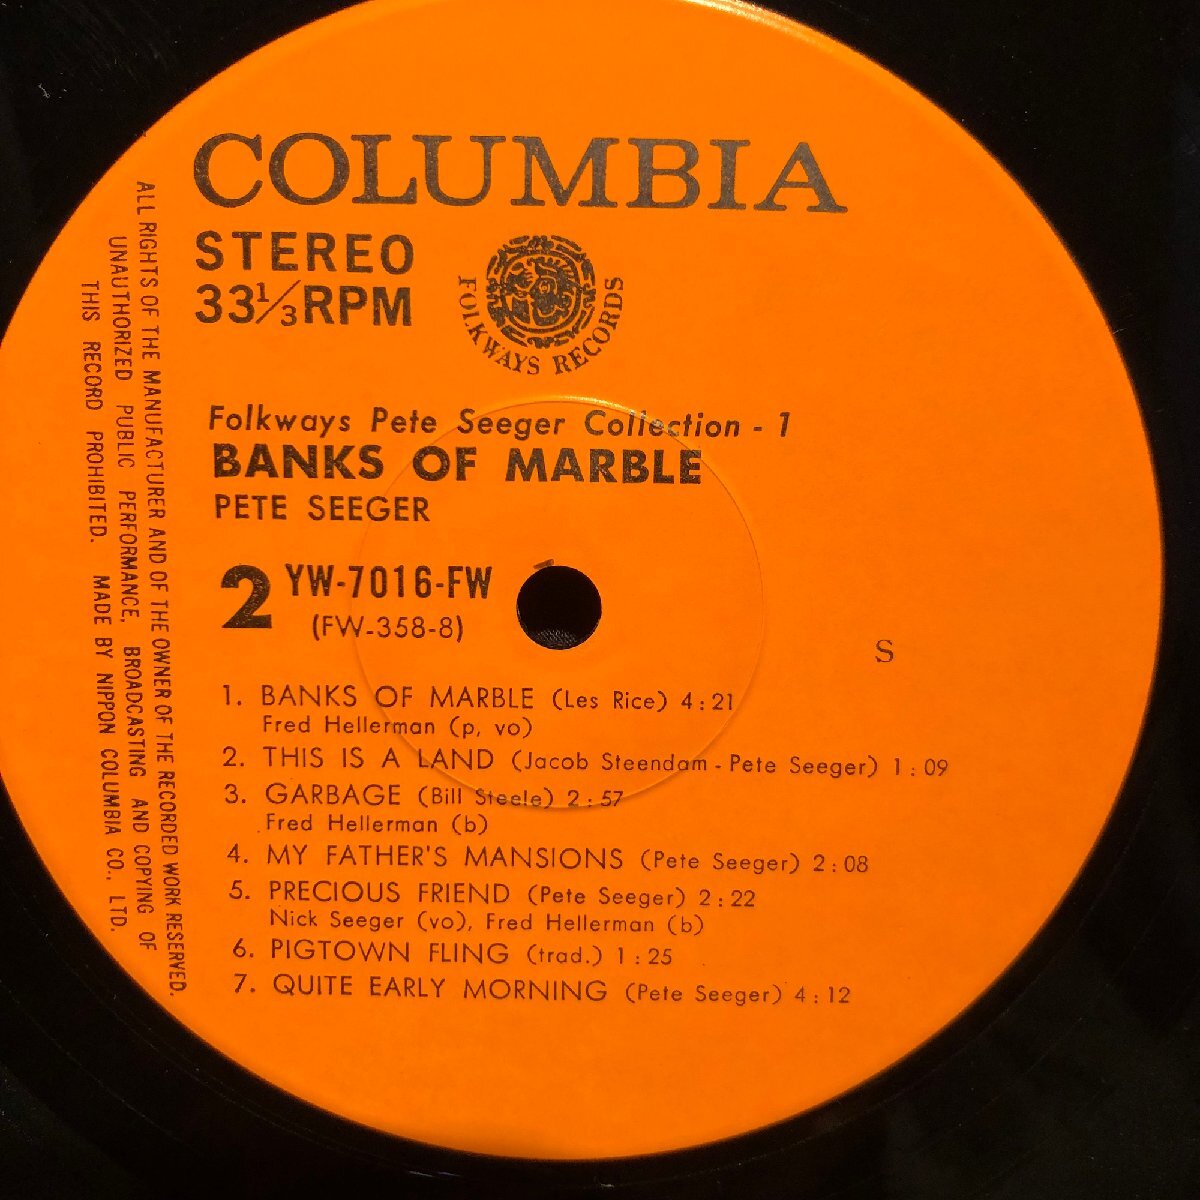 COLUMBIA
STEREO
33 1/3 RPM
FOLKWAYS RECORDS
Folkways Pete Seeger Collection - 1
BANKS OF MARBLE
PETE SEEGER
2 YW-7016-FW
(FW-358-8)
S
1. BANKS OF MARBLE (Les Rice) 4:21
Fred Hellerman (p, vo)
2. THIS IS A LAND (Jacob Steendam - Pete Seeger) 1:09
3. GARBAGE (Bill Steele) 2:57
Fred Hellerman (b)
4. MY FATHER'S MANSIONS (Pete Seeger) 2:08
5. PRECIOUS FRIEND (Pete Seeger) 2:22
Nick Seeger (vo), Fred Hellerman (b)
6. PIGTOWN FLING (trad.) 1:25
7. QUITE EARLY MORNING (Pete Seeger) 4:12
ALL RIGHTS OF THE MANUFACTURER AND OF THE OWNER OF THE RECORDED WORK RESERVED.
UNAUTHORIZED PUBLIC PERFORMANCE, BROADCASTING AND COPYING OF
THIS RECORD PROHIBITED. MADE BY NIPPON COLUMBIA CO., LTD.